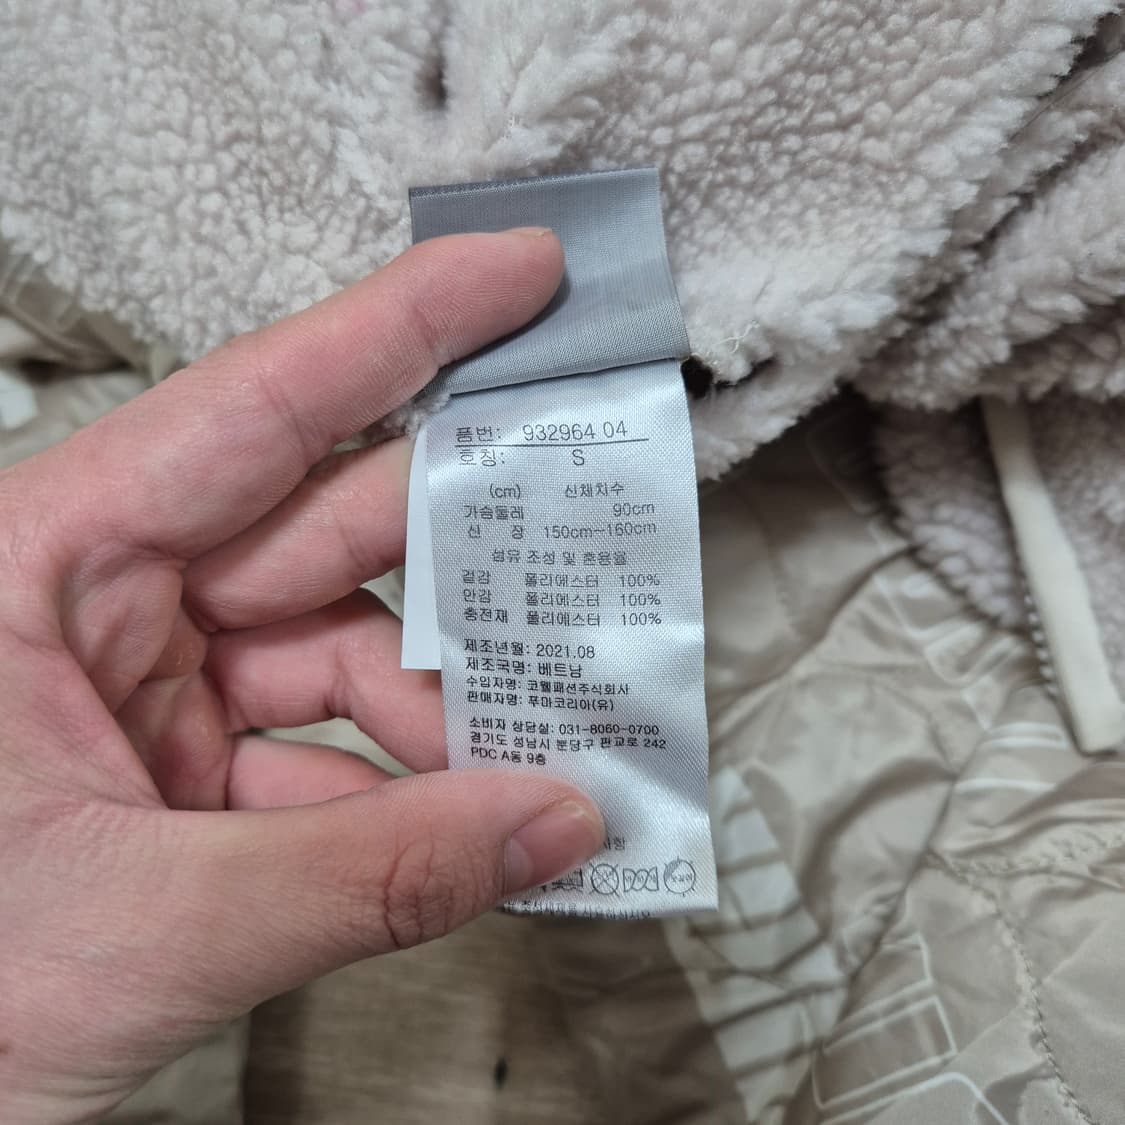 품번: 932964 04
호칭: S
(cm) 신체치수
가슴둘레 90cm
신 장 150cm~160cm
섬유 조성 및 혼용율
겉감 폴리에스터 100%
안감 폴리에스터 100%
충전재 폴리에스터 100%
제조년월: 2021.08
제조국명: 베트남
수입자명: 코웰패션주식회사
판매자명: 푸마코리아(유)
소비자 상담실: 031-8060-0700
경기도 성남시 분당구 판교로 242
PDC A동 9층